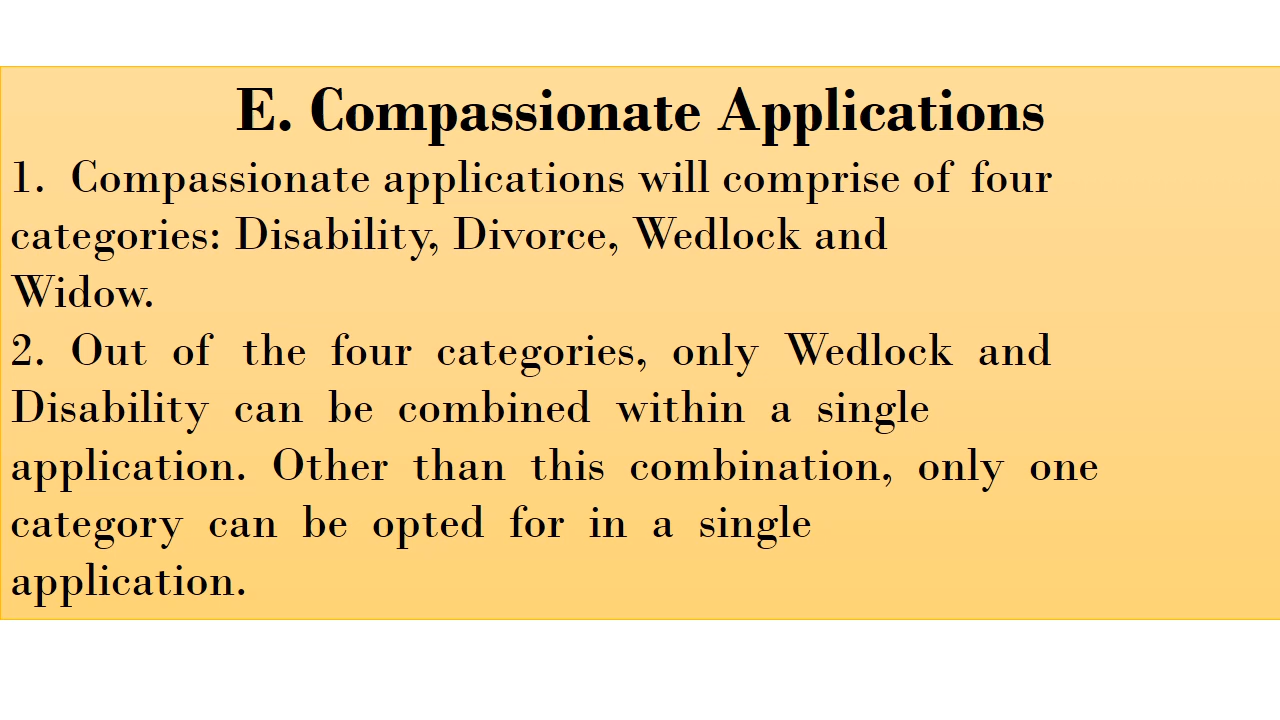 E. Compassionate Applications
1. Compassionate applications will comprise of four
categories: Disability, Divorce, Wedlock and
Widow.
2. Out of the four categories, only Wedlock and
Disability can be combined within a single
application. Other than this combination, only one
category can be opted for in a single
application.